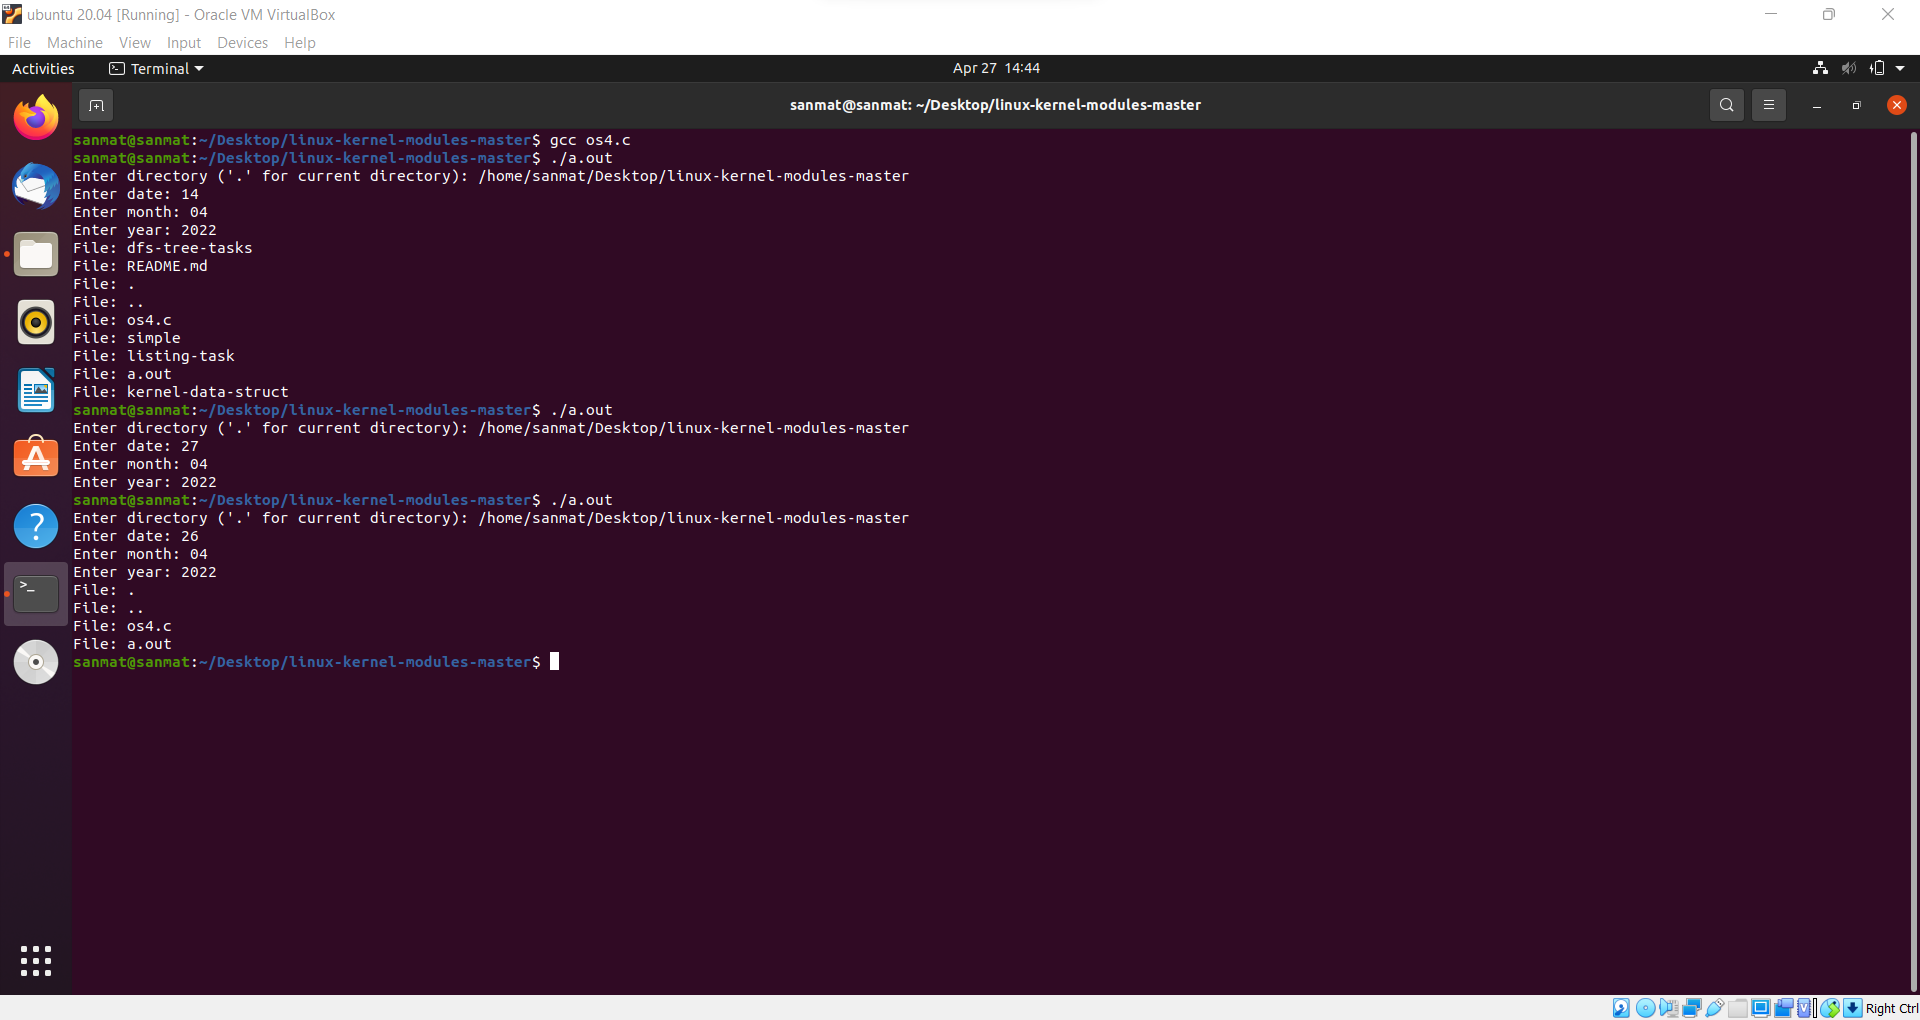 ubuntu 20.04 [Running] - Oracle VM VirtualBox
File Machine View Input Devices Help
Activities Terminal Apr 27 14:44
sanmat@sanmat: ~/Desktop/linux-kernel-modules-master
sanmat@sanmat:~/Desktop/linux-kernel-modules-master$ gcc os4.c
sanmat@sanmat:~/Desktop/linux-kernel-modules-master$ ./a.out
Enter directory ('.' for current directory): /home/sanmat/Desktop/linux-kernel-modules-master
Enter date: 14
Enter month: 04
Enter year: 2022
File: dfs-tree-tasks
File: README.md
File: .
File: ..
File: os4.c
File: simple
File: listing-task
File: a.out
File: kernel-data-struct
sanmat@sanmat:~/Desktop/linux-kernel-modules-master$ ./a.out
Enter directory ('.' for current directory): /home/sanmat/Desktop/linux-kernel-modules-master
Enter date: 27
Enter month: 04
Enter year: 2022
sanmat@sanmat:~/Desktop/linux-kernel-modules-master$ ./a.out
Enter directory ('.' for current directory): /home/sanmat/Desktop/linux-kernel-modules-master
Enter date: 26
Enter month: 04
Enter year: 2022
File: .
File: ..
File: os4.c
File: a.out
sanmat@sanmat:~/Desktop/linux-kernel-modules-master$
Right Ctrl